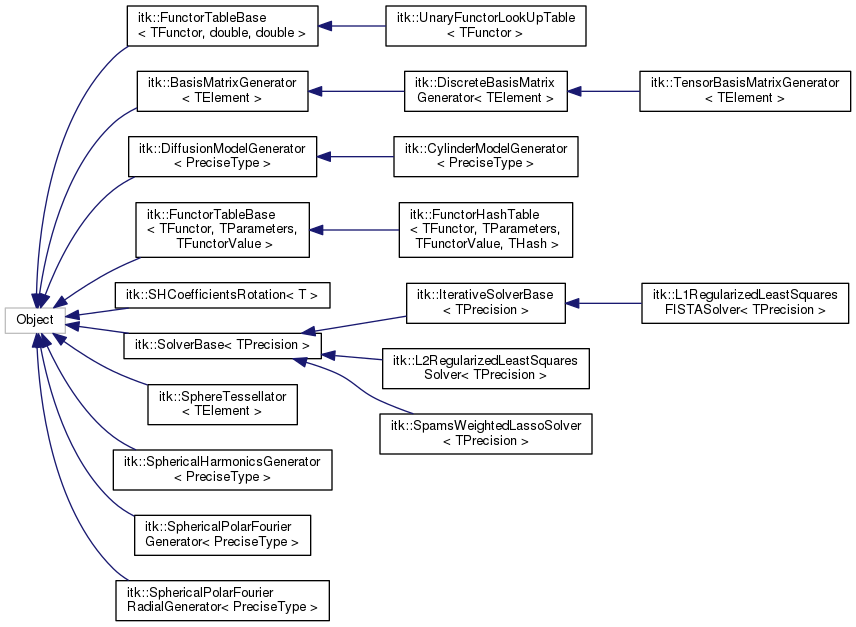 itk::FunctorTableBase
< TFunctor, double, double >
itk::UnaryFunctorLookUpTable
< TFunctor >
itk::BasisMatrixGenerator
< TElement >
itk::DiscreteBasisMatrix
Generator< TElement >
itk::TensorBasisMatrixGenerator
< TElement >
itk::DiffusionModelGenerator
< PreciseType >
itk::CylinderModelGenerator
< PreciseType >
itk::FunctorTableBase
< TFunctor, TParameters,
TFunctorValue >
itk::FunctorHashTable
< TFunctor, TParameters,
TFunctorValue, THash >
Object
itk::SHCoefficientsRotation< T >
itk::SolverBase< TPrecision >
itk::IterativeSolverBase
< TPrecision >
itk::L1RegularizedLeastSquares
FISTASolver< TPrecision >
itk::L2RegularizedLeastSquares
Solver< TPrecision >
itk::SpamsWeightedLassoSolver
< TPrecision >
itk::SphereTessellator
< TElement >
itk::SphericalHarmonicsGenerator
< PreciseType >
itk::SphericalPolarFourier
Generator< PreciseType >
itk::SphericalPolarFourier
RadialGenerator< PreciseType >